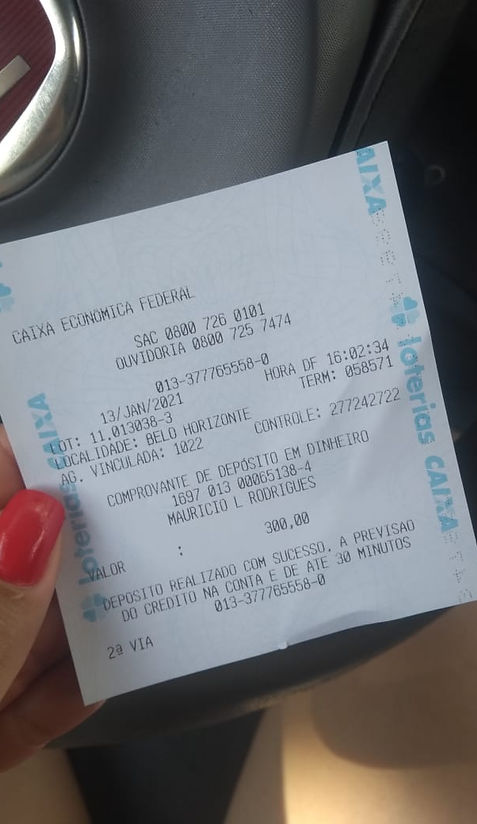 CAIXA ECONOMICA FEDERAL
SAC 0800 726 0101
OUVIDORIA 0800 725 7474
013-377765558-0
13/JAN/2021 HORA DF 16:02:34
LOT: 11.013038-3 TERM: 058571
LOCALIDADE: BELO HORIZONTE
AG. VINCULADA: 1022 CONTROLE: 277242722
COMPROVANTE DE DEPÓSITO EM DINHEIRO
1697 013 00065138-4
MAURICIO L RODRIGUES
VALOR : 300,00
DEPOSITO REALIZADO COM SUCESSO. A PREVISAO
DO CREDITO NA CONTA E DE ATE 30 MINUTOS
013-377765558-0
2ª VIA
loterias CAIXA
AIXA
loterias CAIXA